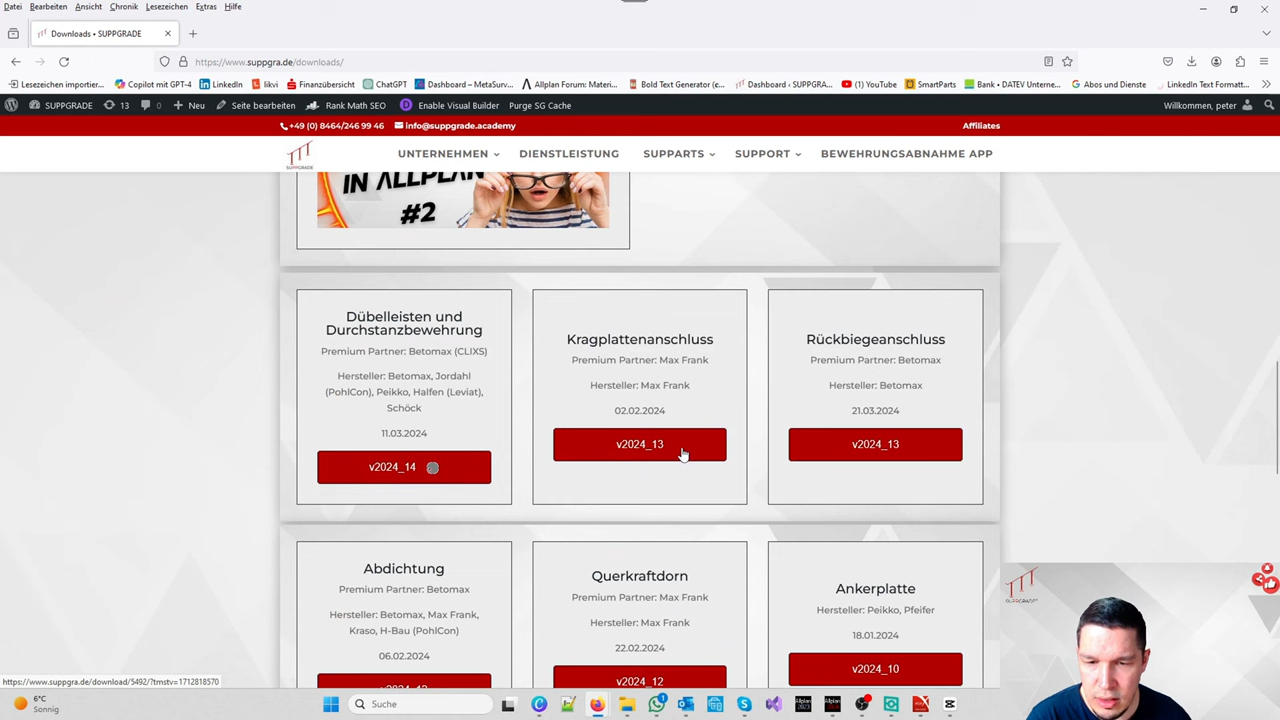 Datei Bearbeiten Ansicht Chronik Lesezeichen Extras Hilfe
Downloads • SUPPGRADE
https://www.suppgra.de/downloads/
Lesezeichen importier... Copilot mit GPT-4 LinkedIn likvi Finanzübersicht ChatGPT Dashboard – MetaSurv... Allplan Forum: Materi... Bold Text Generator (e... Dashboard ‹ SUPPGRA... (1) YouTube SmartParts Bank • DATEV Unterne... Abos und Dienste LinkedIn Text Formatt...
SUPPGRADE 13 0 Neu Seite bearbeiten Rank Math SEO Enable Visual Builder Purge SG Cache Willkommen, peter
+49 (0) 8464/246 99 46 info@suppgrade.academy Affiliates
SUPPGRADE
UNTERNEHMEN DIENSTLEISTUNG SUPPARTS SUPPORT BEWEHRUNGSABNAHME APP
IN ALLPLAN
#2
Dübelleisten und
Durchstanzbewehrung
Premium Partner: Betomax (CLIXS)
Hersteller: Betomax, Jordahl
(PohlCon), Peikko, Halfen (Leviat),
Schöck
11.03.2024
v2024_14
Kragplattenanschluss
Premium Partner: Max Frank
Hersteller: Max Frank
02.02.2024
v2024_13
Rückbiegeanschluss
Premium Partner: Betomax
Hersteller: Betomax
21.03.2024
v2024_13
Abdichtung
Premium Partner: Betomax
Hersteller: Betomax, Max Frank,
Kraso, H-Bau (PohlCon)
06.02.2024
Querkraftdorn
Premium Partner: Max Frank
Hersteller: Max Frank
22.02.2024
v2024_12
Ankerplatte
Hersteller: Peikko, Pfeifer
18.01.2024
v2024_10
SUPPGRADE
https://www.suppgra.de/download/5492/?tmstv=1712818570
6°C
Sonnig
Suche